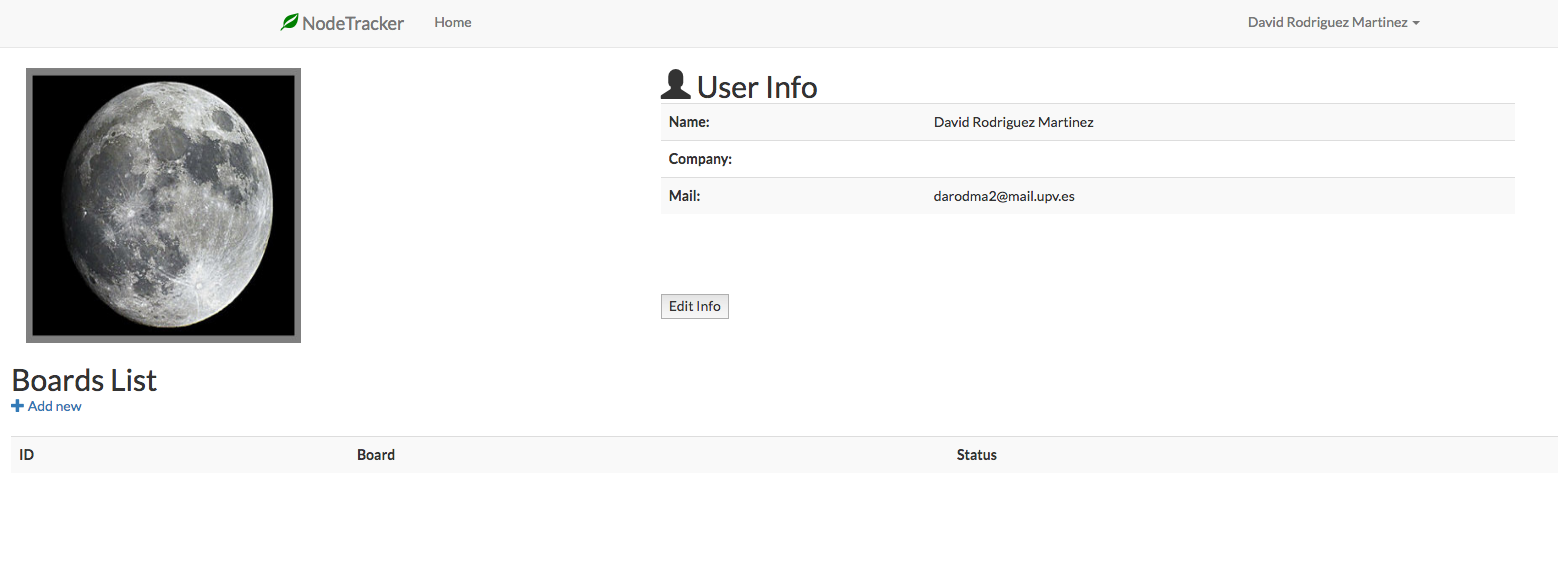 NodeTracker Home David Rodriguez Martinez
User Info
Name: David Rodriguez Martinez
Company:
Mail: darodma2@mail.upv.es
Edit Info
Boards List
Add new
ID Board Status